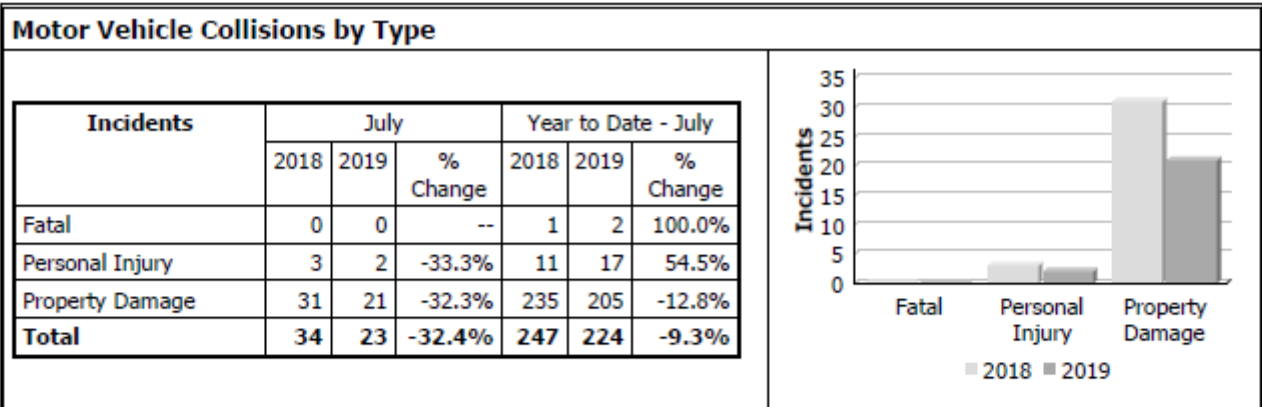 Motor Vehicle Collisions by Type
Incidents July Year to Date - July
2018 2019 % Change 2018 2019 % Change
Fatal 0 0 -- 1 2 100.0%
Personal Injury 3 2 -33.3% 11 17 54.5%
Property Damage 31 21 -32.3% 235 205 -12.8%
Total 34 23 -32.4% 247 224 -9.3%
Incidents
35
30
25
20
15
10
5
0
Fatal Personal Property
Injury Damage
2018 2019